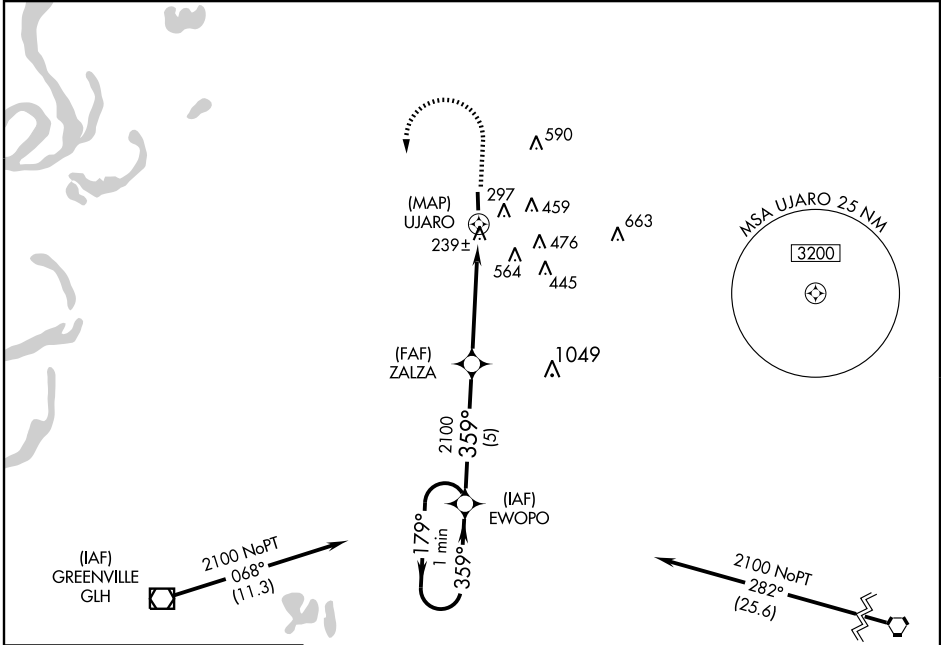 590
(MAP)
UJARO
297
459
663
239±
476
564
445
MSA UJARO 25 NM
3200
(FAF)
ZALZA
1049
2100
359°
(5)
(IAF)
EWOPO
179°
1 min
359°
(IAF)
GREENVILLE
GLH
2100 NoPT
068°
(11.3)
2100 NoPT
282°
(25.6)